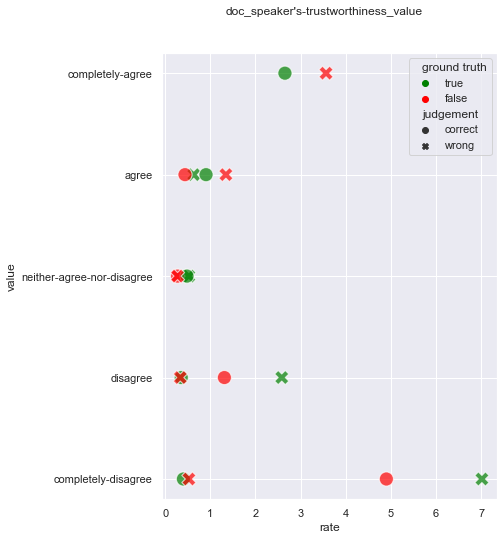 doc_speaker's-trustworthiness_value
ground truth
true
false
judgement
correct
wrong
completely-agree
agree
neither-agree-nor-disagree
disagree
completely-disagree
value
0 1 2 3 4 5 6 7
rate